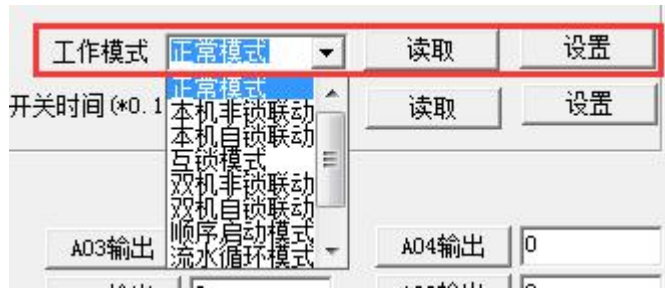 工作模式 正常模式 读取 设置
正常模式
开关时间(*0.1 读取 设置
本机非锁联动
本机自锁联动
互锁模式
双机非锁联动
双机自锁联动
顺序启动模式
AO3输出 AO4输出 0
流水循环模式